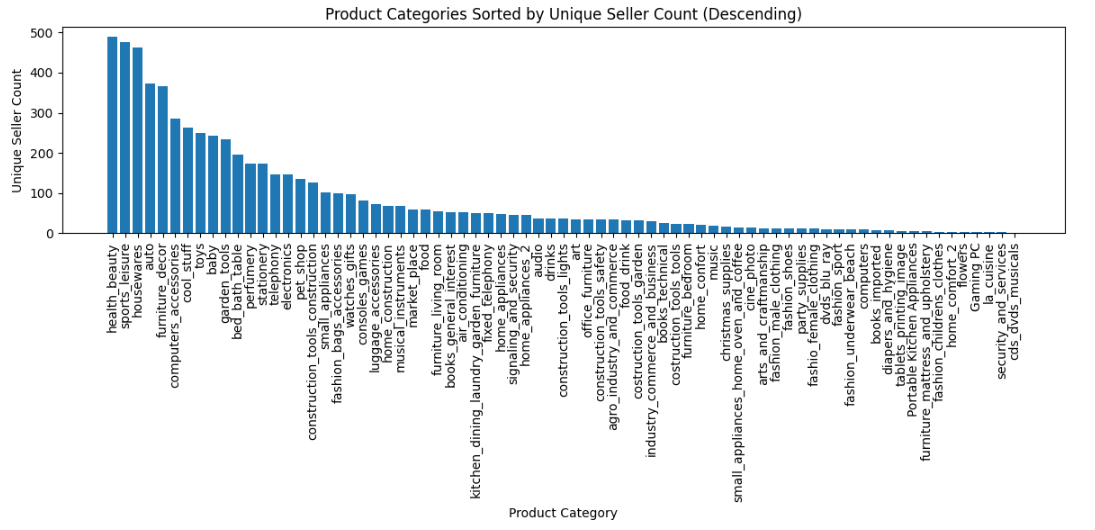 Product Categories Sorted by Unique Seller Count (Descending)
500
400
300
200
100
0
Unique Seller Count
health_beauty
sports_leisure
housewares
auto
furniture_decor
computers_accessories
cool_stuff
toys
baby
garden_tools
bed_bath_table
perfumery
stationery
telephony
electronics
pet_shop
construction_tools_construction
small_appliances
fashion_bags_accessories
watches_gifts
consoles_games
luggage_accessories
home_construction
musical_instruments
market_place
food
furniture_living_room
books_general_interest
air_conditioning
kitchen_dining_laundry_garden_furniture
fixed_telephony
home_appliances
signaling_and_security
home_appliances_2
audio
drinks
construction_tools_lights
art
office_furniture
construction_tools_safety
agro_industry_and_commerce
food_drink
costruction_tools_garden
industry_commerce_and_business
books_technical
costruction_tools_tools
furniture_bedroom
home_confort
music
christmas_supplies
small_appliances_home_oven_and_coffee
cine_photo
arts_and_craftmanship
fashion_male_clothing
fashion_shoes
party_supplies
fashio_female_clothing
dvds_blu_ray
fashion_sport
fashion_underwear_beach
computers
books_imported
diapers_and_hygiene
tablets_printing_image
Portable Kitchen Appliances
furniture_mattress_and_upholstery
fashion_childrens_clothes
home_comfort_2
flowers
Gaming PC
la_cuisine
security_and_services
cds_dvds_musicals
Product Category